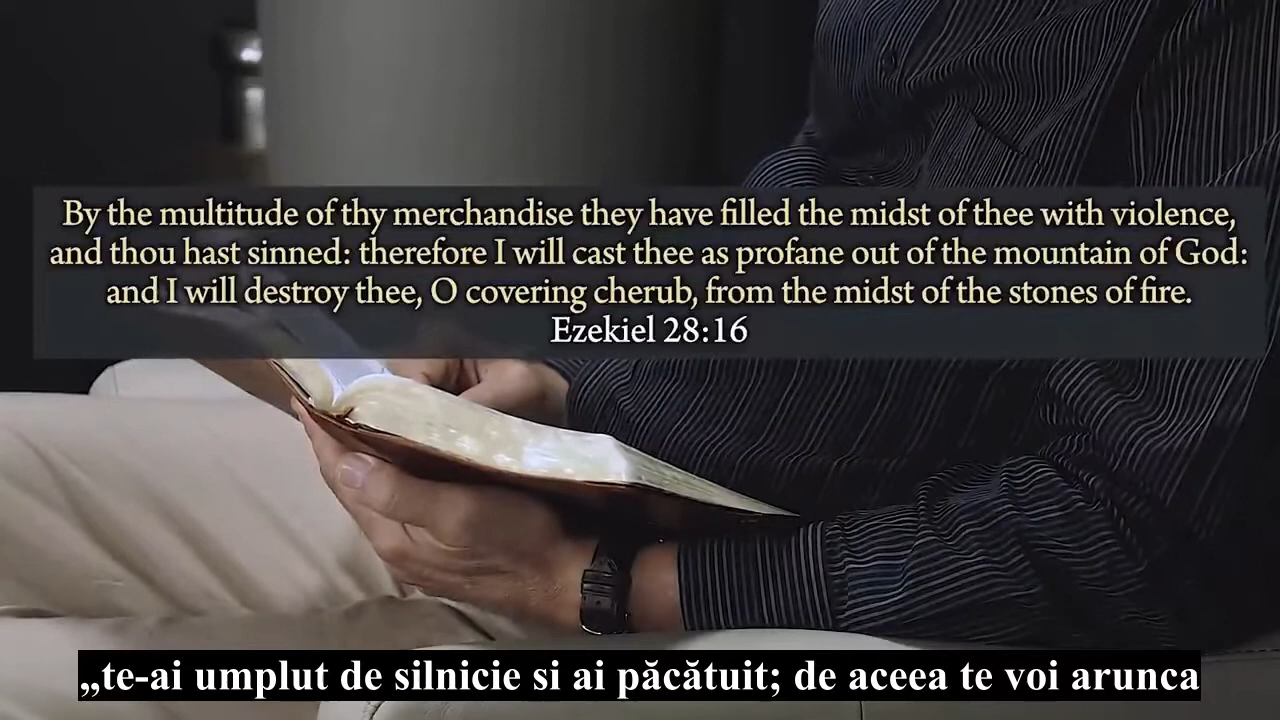 By the multitude of thy merchandise they have filled the midst of thee with violence,
and thou hast sinned: therefore I will cast thee as profane out of the mountain of God:
and I will destroy thee, O covering cherub, from the midst of the stones of fire.
Ezekiel 28:16
„te-ai umplut de silnicie si ai păcătuit; de aceea te voi arunca